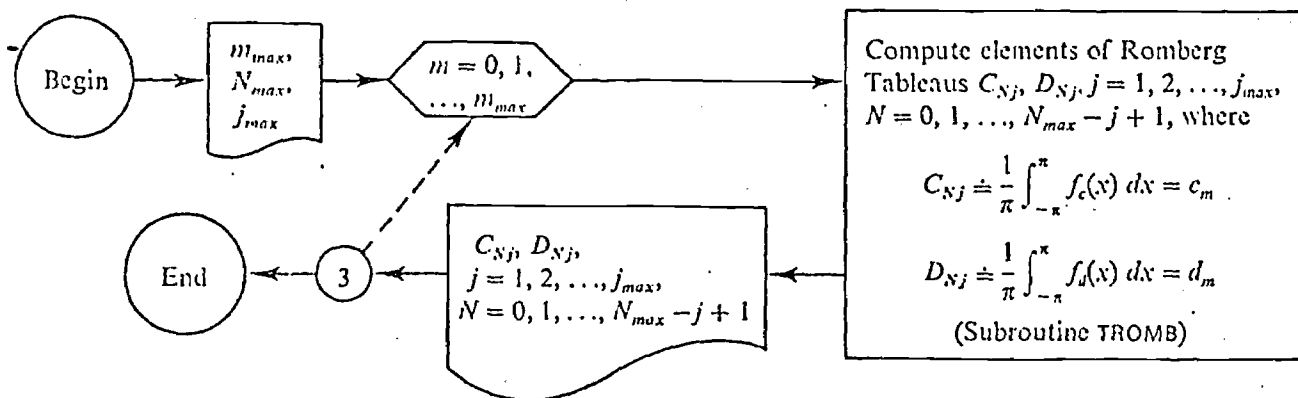 Begin
m_max,
N_max,
j_max
m = 0, 1,
..., m_max
Compute elements of Romberg
Tableaus C_Nj, D_Nj, j = 1, 2, ..., j_max,
N = 0, 1, ..., N_max − j + 1, where
C_Nj ≐ 1/π ∫_{-π}^{π} f_c(x) dx = c_m
D_Nj ≐ 1/π ∫_{-π}^{π} f_d(x) dx = d_m
(Subroutine TROMB)
C_Nj, D_Nj,
j = 1, 2, ..., j_max,
N = 0, 1, ..., N_max − j + 1
3
End